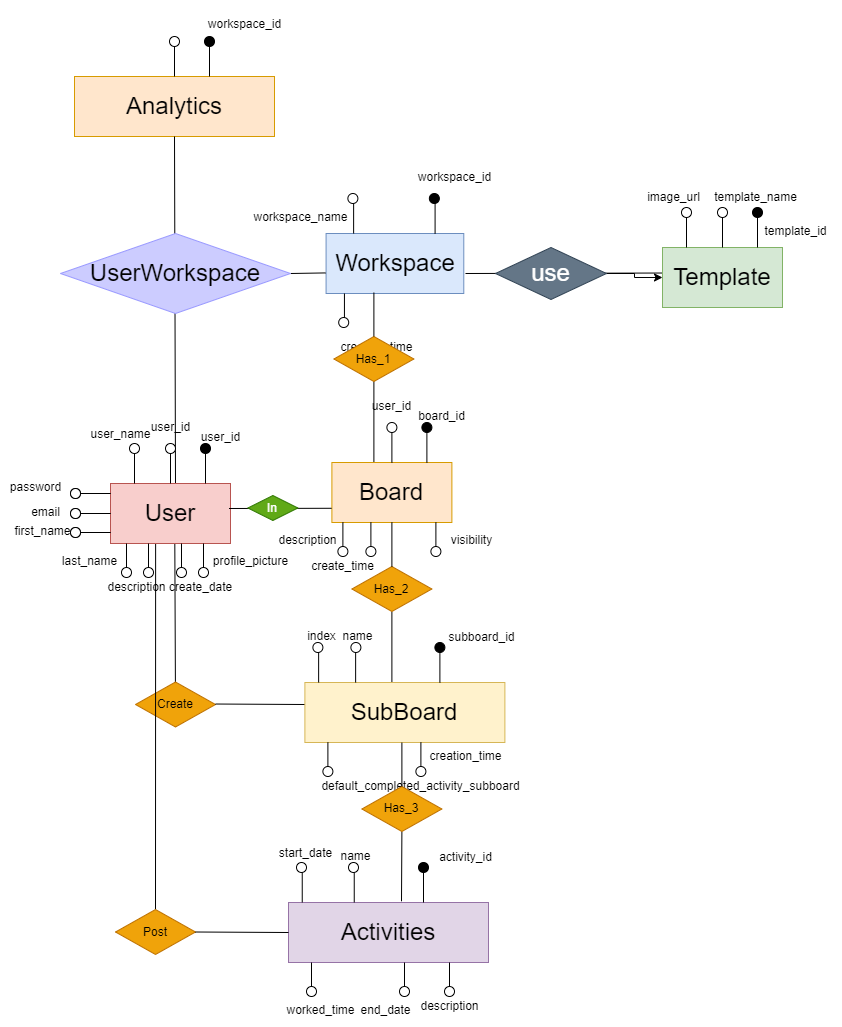 workspace_id
Analytics
workspace_id
workspace_name
image_url
template_name
template_id
UserWorkspace
Workspace
use
Template
Has_1
user_id
board_id
user_name
user_id
user_id
password
email
first_name
User
In
Board
last_name
profile_picture
description
create_date
description
create_time
visibility
Has_2
index
name
subboard_id
Create
SubBoard
creation_time
default_completed_activity_subboard
Has_3
start_date
name
activity_id
Post
Activities
worked_time
end_date
description